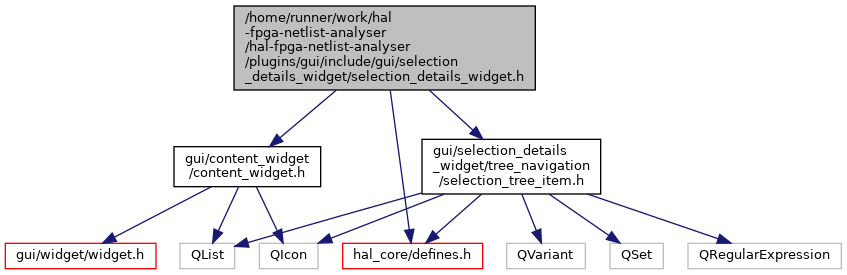 /home/runner/work/hal
-fpga-netlist-analyser
/hal-fpga-netlist-analyser
/plugins/gui/include/gui/selection
_details_widget/selection_details_widget.h
gui/content_widget
/content_widget.h
gui/selection_details
_widget/tree_navigation
/selection_tree_item.h
gui/widget/widget.h
QList
QIcon
hal_core/defines.h
QVariant
QSet
QRegularExpression